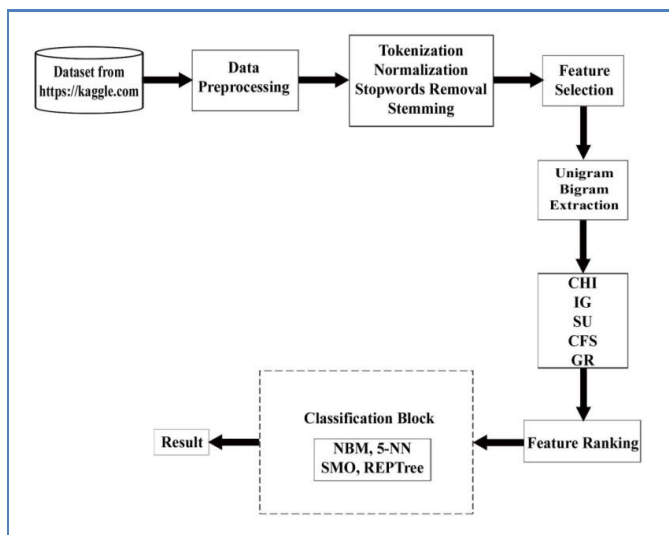 Dataset from
https://kaggle.com
Data
Preprocessing
Tokenization
Normalization
Stopwords Removal
Stemming
Feature
Selection
Unigram
Bigram
Extraction
CHI
IG
SU
CFS
GR
Feature Ranking
Classification Block
NBM, 5-NN
SMO, REPTree
Result